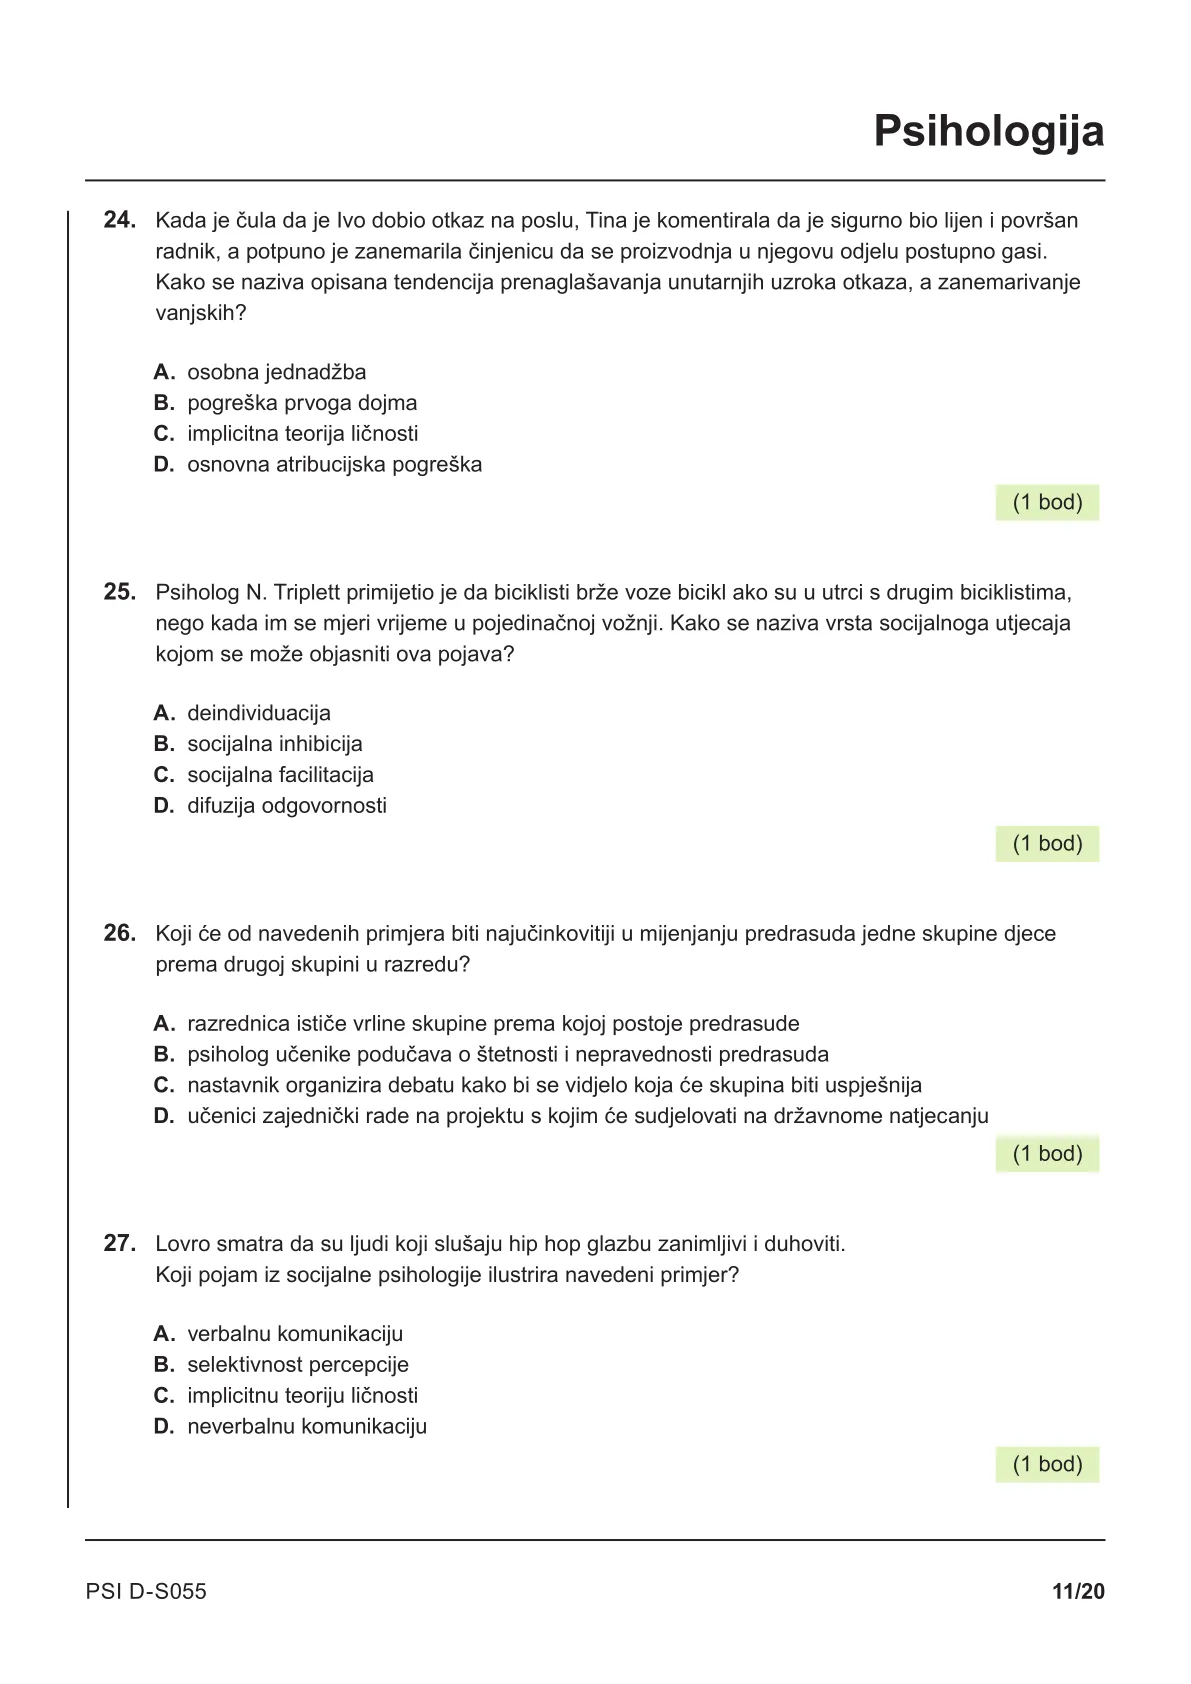 Psihologija
24. Kada je čula da je Ivo dobio otkaz na poslu, Tina je komentirala da je sigurno bio lijen i površan
radnik, a potpuno je zanemarila činjenicu da se proizvodnja u njegovu odjelu postupno gasi.
Kako se naziva opisana tendencija prenaglašavanja unutarnjih uzroka otkaza, a zanemarivanje
vanjskih?
A. osobna jednadžba
B. pogreška prvoga dojma
C. implicitna teorija ličnosti
D. osnovna atribucijska pogreška
(1 bod)
25. Psiholog N. Triplett primijetio je da biciklisti brže voze bicikl ako su u utrci s drugim biciklistima,
nego kada im se mjeri vrijeme u pojedinačnoj vožnji. Kako se naziva vrsta socijalnoga utjecaja
kojom se može objasniti ova pojava?
A. deindividuacija
B. socijalna inhibicija
C. socijalna facilitacija
D. difuzija odgovornosti
(1 bod)
26. Koji će od navedenih primjera biti najučinkovitiji u mijenjanju predrasuda jedne skupine djece
prema drugoj skupini u razredu?
A. razrednica ističe vrline skupine prema kojoj postoje predrasude
B. psiholog učenike podučava o štetnosti i nepravednosti predrasuda
C. nastavnik organizira debatu kako bi se vidjelo koja će skupina biti uspješnija
D. učenici zajednički rade na projektu s kojim će sudjelovati na državnome natjecanju
(1 bod)
27. Lovro smatra da su ljudi koji slušaju hip hop glazbu zanimljivi i duhoviti.
Koji pojam iz socijalne psihologije ilustrira navedeni primjer?
A. verbalnu komunikaciju
B. selektivnost percepcije
C. implicitnu teoriju ličnosti
D. neverbalnu komunikaciju
(1 bod)
PSI D-S055
11/20